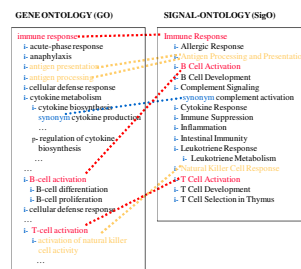 GENE ONTOLOGY (GO)
immune response
i- acute-phase response
i- anaphylaxis
i- antigen presentation
i- antigen processing
i- cellular defense response
i- cytokine metabolism
i- cytokine biosynthesis
synonym cytokine production
…
p- regulation of cytokine
biosynthesis
…
…
i- B-cell activation
i- B-cell differentiation
i- B-cell proliferation
i- cellular defense response
…
i- T-cell activation
i- activation of natural killer
cell activity
…
SIGNAL-ONTOLOGY (SigO)
Immune Response
i- Allergic Response
i- Antigen Processing and Presentation
i- B Cell Activation
i- B Cell Development
i- Complement Signaling
synonym complement activation
i- Cytokine Response
i- Immune Suppression
i- Inflammation
i- Intestinal Immunity
i- Leukotriene Response
i- Leukotriene Metabolism
i- Natural Killer Cell Response
i- T Cell Activation
i- T Cell Development
i- T Cell Selection in Thymus